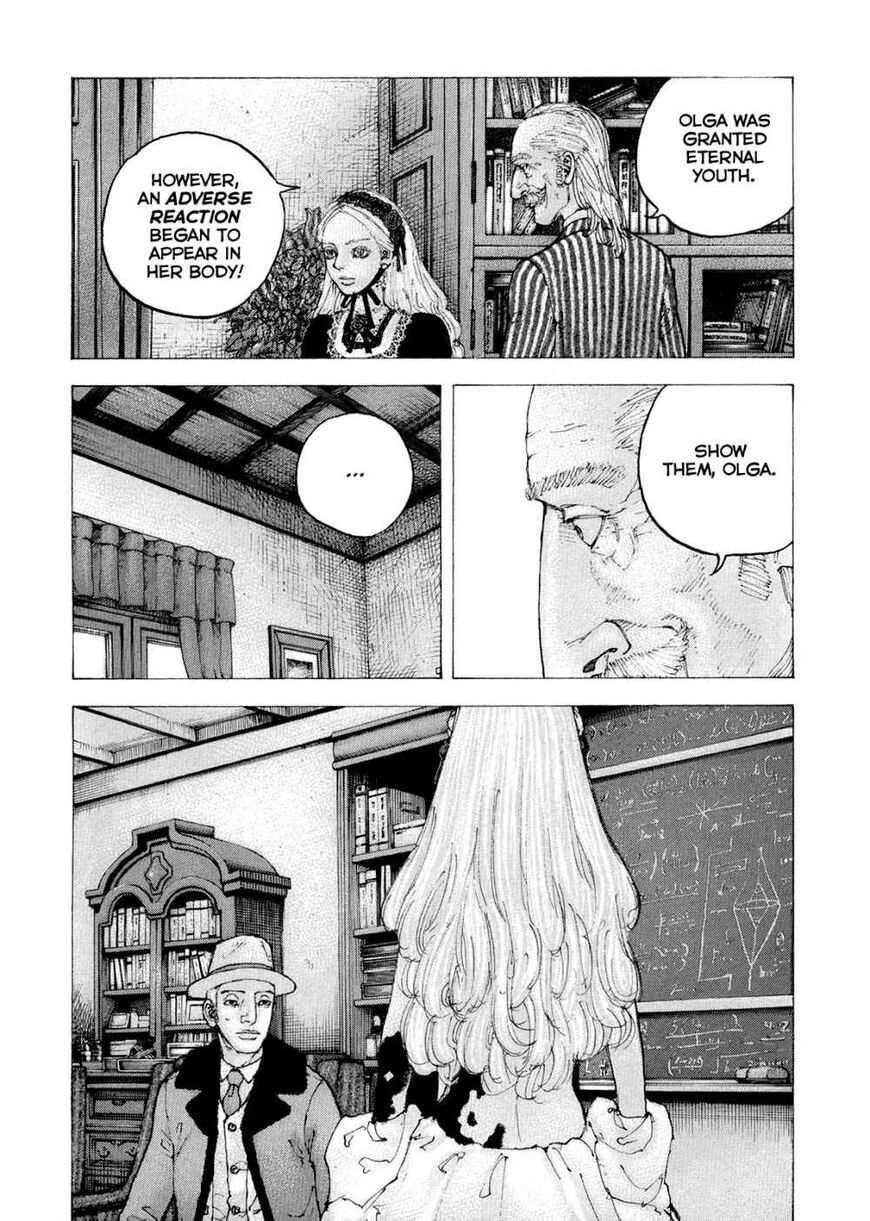 OLGA WAS
GRANTED
ETERNAL
YOUTH.
HOWEVER,
AN ADVERSE
REACTION
BEGAN TO
APPEAR IN
HER BODY!
SHOW
THEM, OLGA.
...